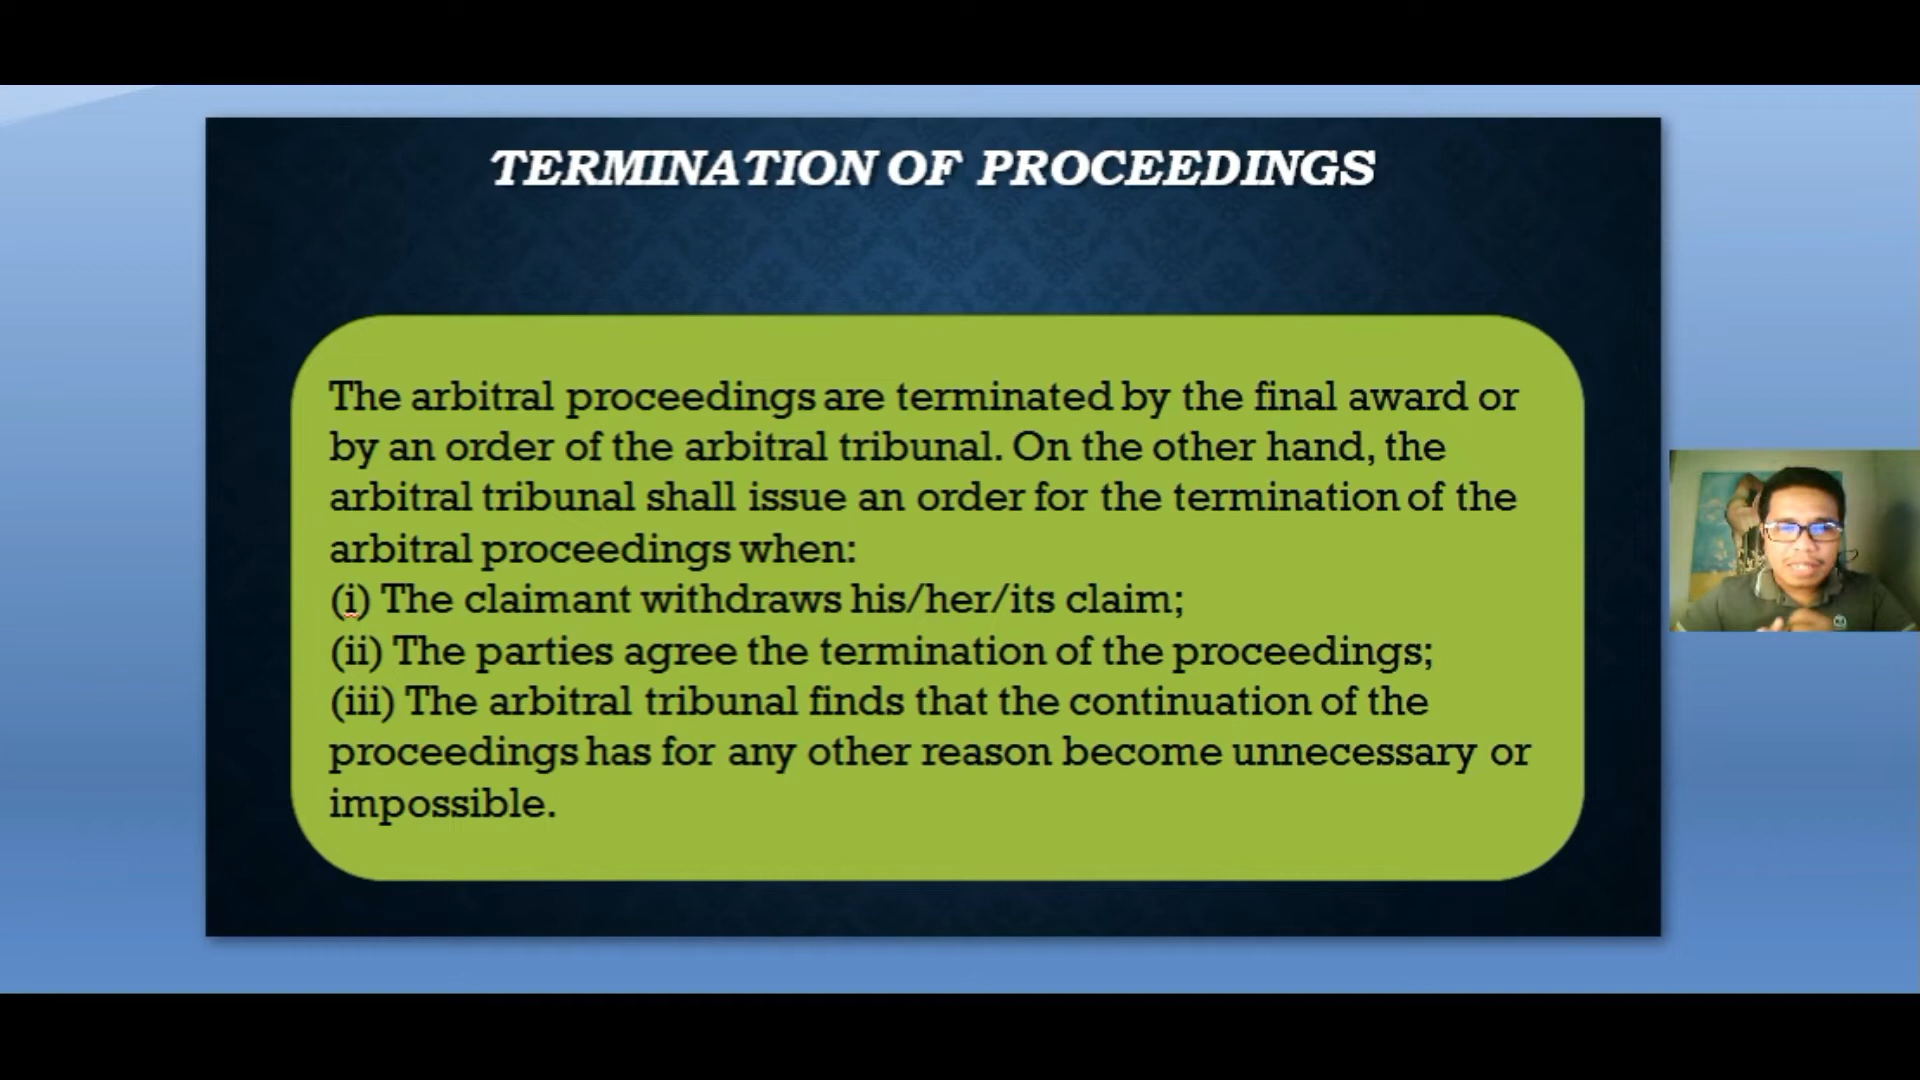 TERMINATION OF PROCEEDINGS
The arbitral proceedings are terminated by the final award or
by an order of the arbitral tribunal. On the other hand, the
arbitral tribunal shall issue an order for the termination of the
arbitral proceedings when:
(i) The claimant withdraws his/her/its claim;
(ii) The parties agree the termination of the proceedings;
(iii) The arbitral tribunal finds that the continuation of the
proceedings has for any other reason become unnecessary or
impossible.